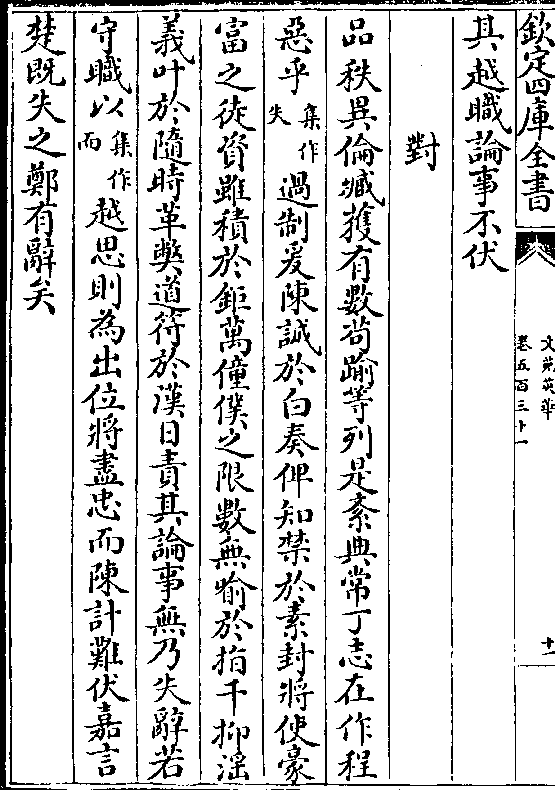 欽定四庫全書
文苑英華
卷五百三十一
十一
其越職論事不伏
對
品秩異倫臧獲有數苟踰等列是紊典常丁志在作程
惡乎集作失過制爰陳誠於白奏俾知禁於素封將使豪
富之徒資雖積於鉅萬僮僕之限數無踰於指千抑淫
義叶於隨時革弊道符於漢日責其論事無乃失辭若
守職以集作而越思則為出位將盡忠而陳計難伏嘉言
楚既失之鄭有辭矣